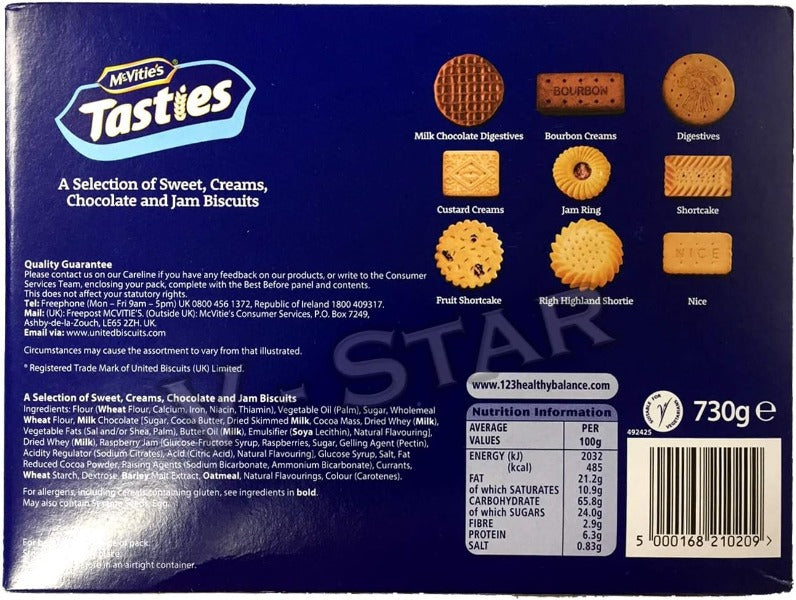 McVitie's
Tasties
A Selection of Sweet, Creams,
Chocolate and Jam Biscuits
BOURBON
Milk Chocolate Digestives
Bourbon Creams
Digestives
Custard Creams
Jam Ring
Shortcake
NICE
Fruit Shortcake
Righ Highland Shortie
Nice
Quality Guarantee
Please contact us on our Careline if you have any feedback on our products, or write to the Consumer
Services Team, enclosing your pack, complete with the Best Before panel and contents.
This does not affect your statutory rights.
Tel: Freephone (Mon – Fri 9am – 5pm) UK 0800 456 1372, Republic of Ireland 1800 409317.
Mail: (UK): Freepost MCVITIE'S. (Outside UK): McVitie's Consumer Services, P.O. Box 7249,
Ashby-de-la-Zouch, LE65 2ZH. UK.
Email via: www.unitedbiscuits.com
Circumstances may cause the assortment to vary from that illustrated.
® Registered Trade Mark of United Biscuits (UK) Limited.
STAR
A Selection of Sweet, Creams, Chocolate and Jam Biscuits
Ingredients: Flour (Wheat Flour, Calcium, Iron, Niacin, Thiamin), Vegetable Oil (Palm), Sugar, Wholemeal
Wheat Flour, Milk Chocolate [Sugar, Cocoa Butter, Dried Skimmed Milk, Cocoa Mass, Dried Whey (Milk),
Vegetable Fats (Sal and/or Shea, Palm), Butter Oil (Milk), Emulsifier (Soya Lecithin), Natural Flavouring],
Dried Whey (Milk), Raspberry Jam [Glucose-Fructose Syrup, Raspberries, Sugar, Gelling Agent (Pectin),
Acidity Regulator (Sodium Citrates), Acid (Citric Acid), Natural Flavouring], Glucose Syrup, Salt, Fat
Reduced Cocoa Powder, Raising Agents (Sodium Bicarbonate, Ammonium Bicarbonate), Currants,
Wheat Starch, Dextrose, Barley Malt Extract, Oatmeal, Natural Flavourings, Colour (Carotenes).
For allergens, including cereals containing gluten, see ingredients in bold.
May also contain Sesame Seeds, Egg.
of pack.
in an airtight container.
www.123healthybalance.com
Nutrition Information
AVERAGE VALUES PER 100g
ENERGY (kJ) 2032
(kcal) 485
FAT 21.2g
of which SATURATES 10.9g
CARBOHYDRATE 65.8g
of which SUGARS 24.0g
FIBRE 2.9g
PROTEIN 6.3g
SALT 0.83g
730g e
492425
5 000168 210209 >